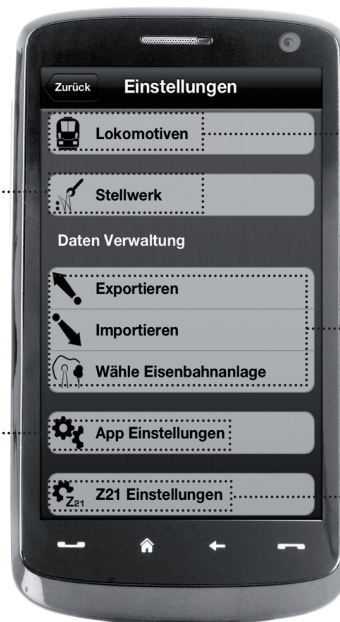 Zurück
Einstellungen
Lokomotiven
Stellwerk
Daten Verwaltung
Exportieren
Importieren
Wähle Eisenbahnanlage
App Einstellungen
Z21
Z21 Einstellungen